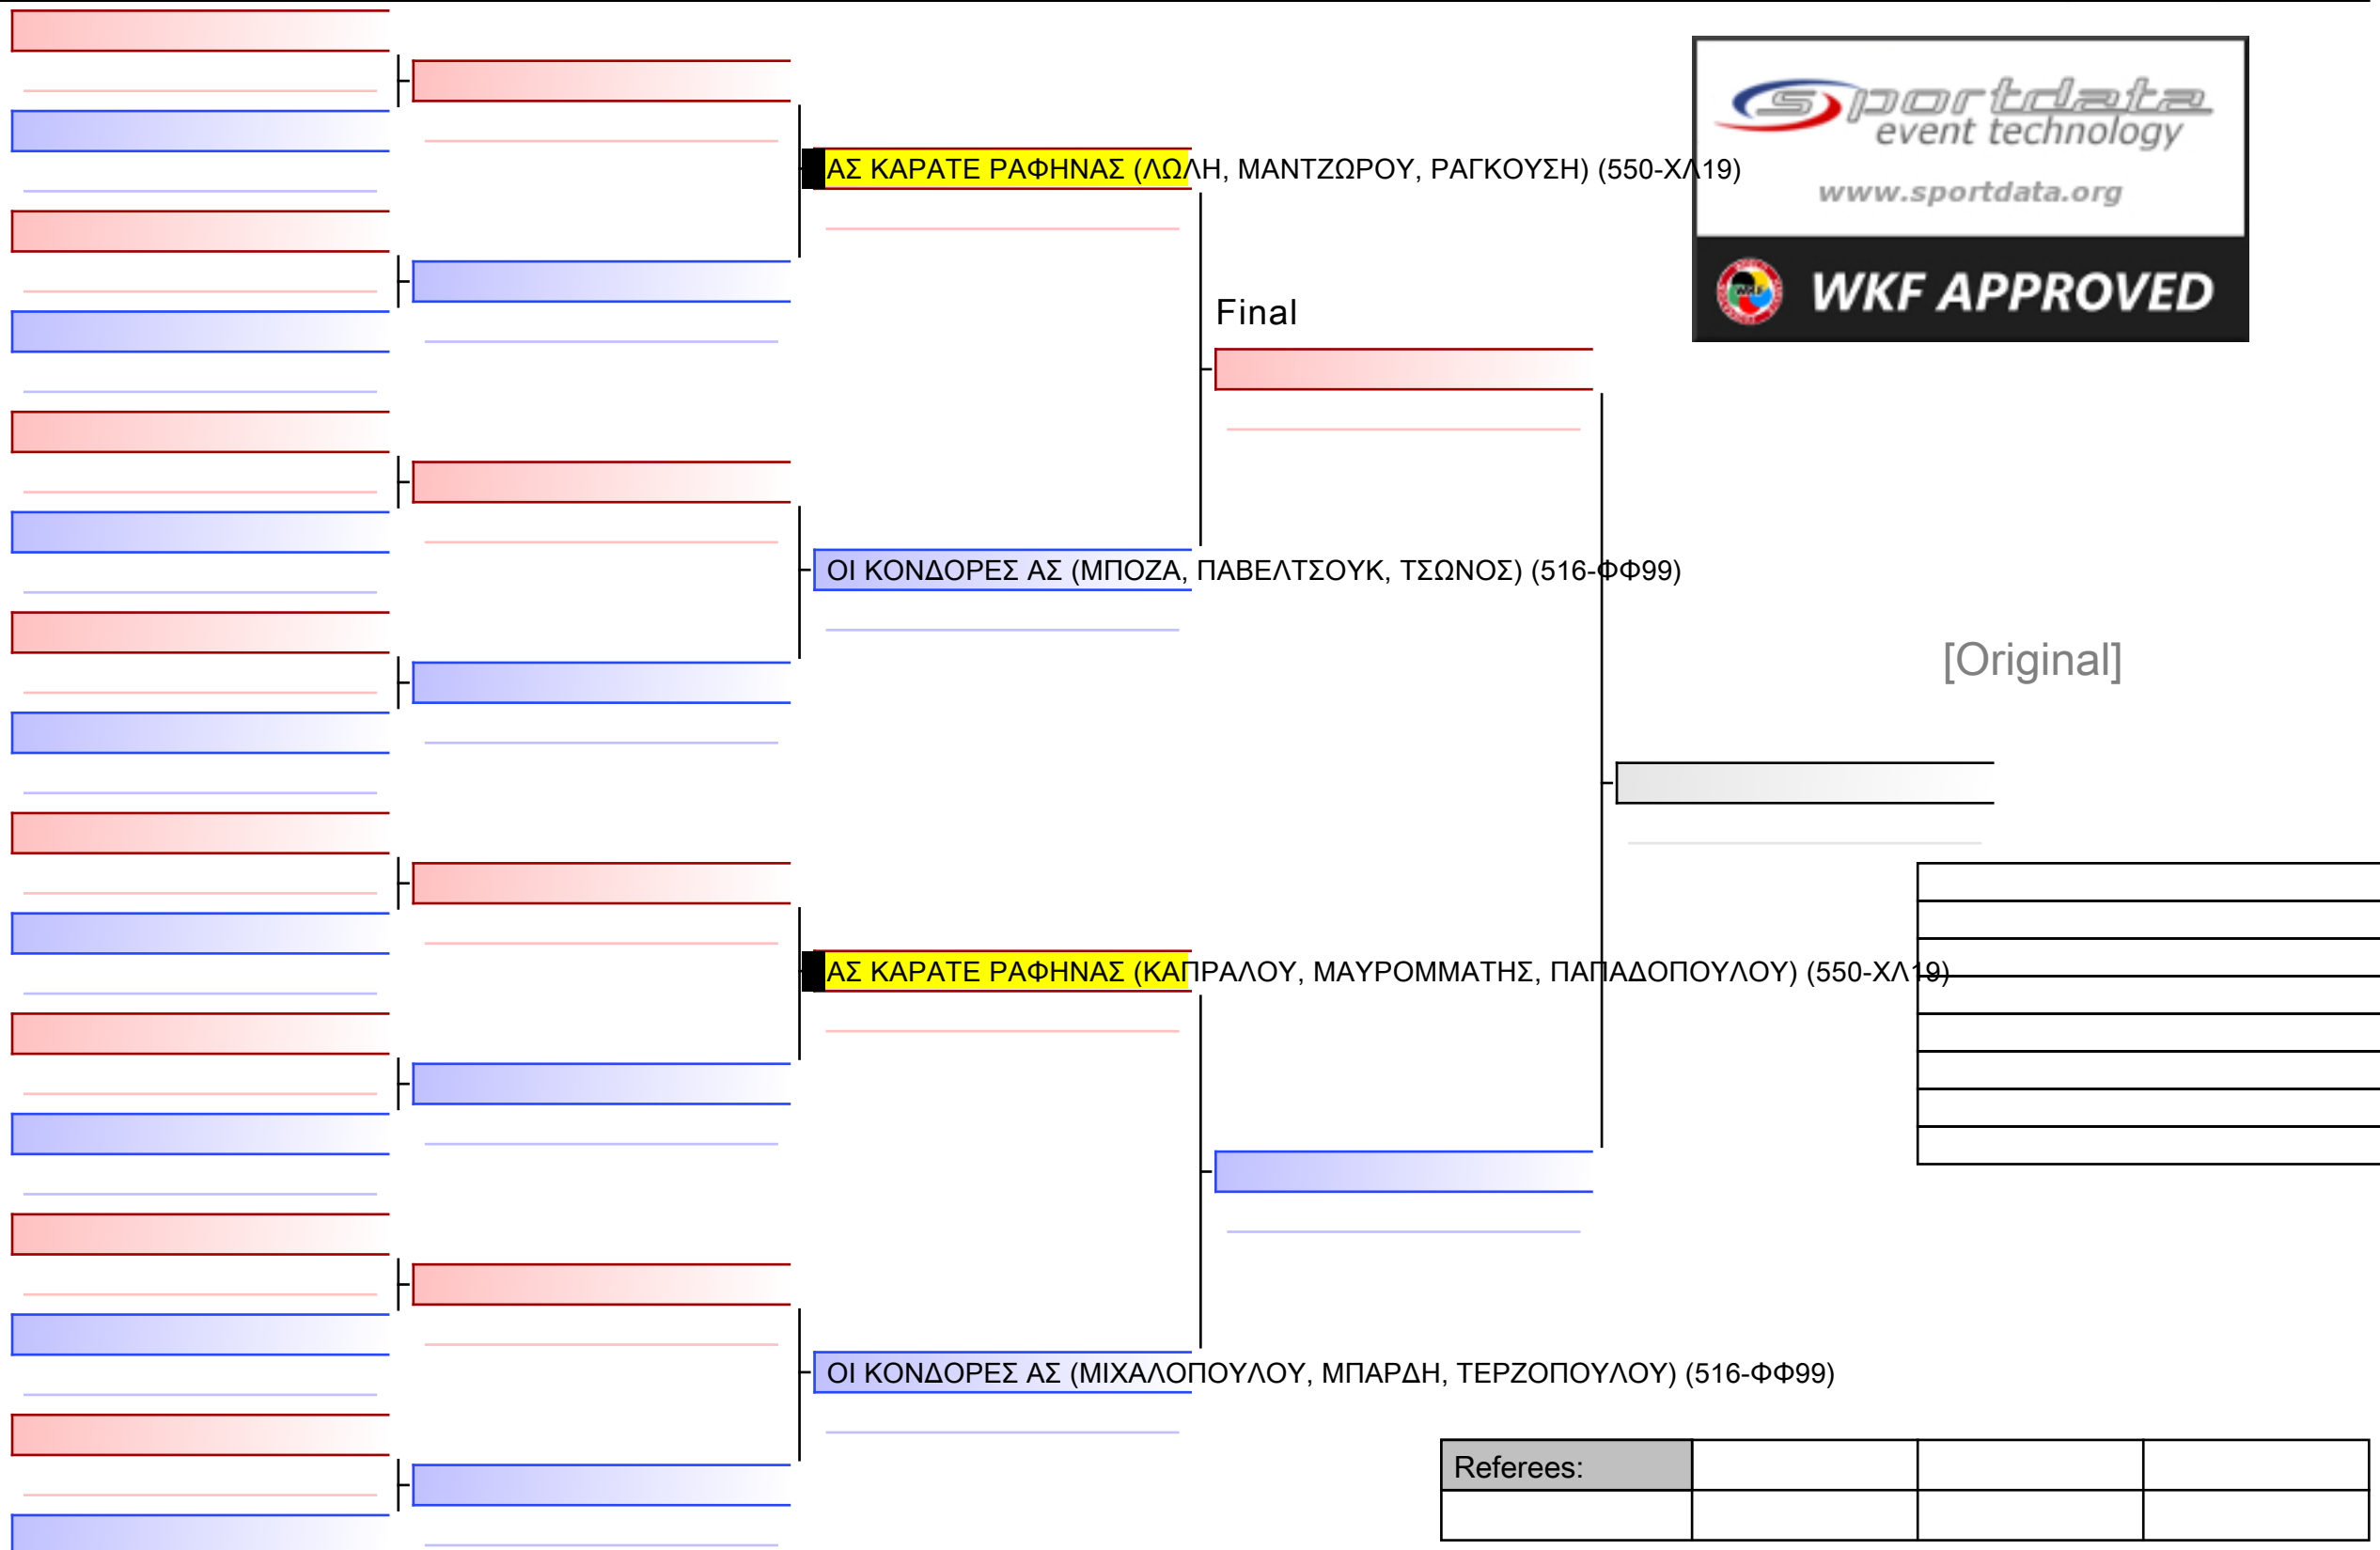 sportdata
event technology
www.sportdata.org
WKF APPROVED
ΑΣ ΚΑΡΑΤΕ ΡΑΦΗΝΑΣ (ΛΩΛΗ, ΜΑΝΤΖΩΡΟΥ, ΡΑΓΚΟΥΣΗ) (550-ΧΛ19)
Final
ΟΙ ΚΟΝΔΟΡΕΣ ΑΣ (ΜΠΟΖΑ, ΠΑΒΕΛΤΣΟΥΚ, ΤΣΩΝΟΣ) (516-ΦΦ99)
[Original]
ΑΣ ΚΑΡΑΤΕ ΡΑΦΗΝΑΣ (ΚΑΠΡΑΛΟΥ, ΜΑΥΡΟΜΜΑΤΗΣ, ΠΑΠΑΔΟΠΟΥΛΟΥ) (550-ΧΛ19)
ΟΙ ΚΟΝΔΟΡΕΣ ΑΣ (ΜΙΧΑΛΟΠΟΥΛΟΥ, ΜΠΑΡΔΗ, ΤΕΡΖΟΠΟΥΛΟΥ) (516-ΦΦ99)
Referees: